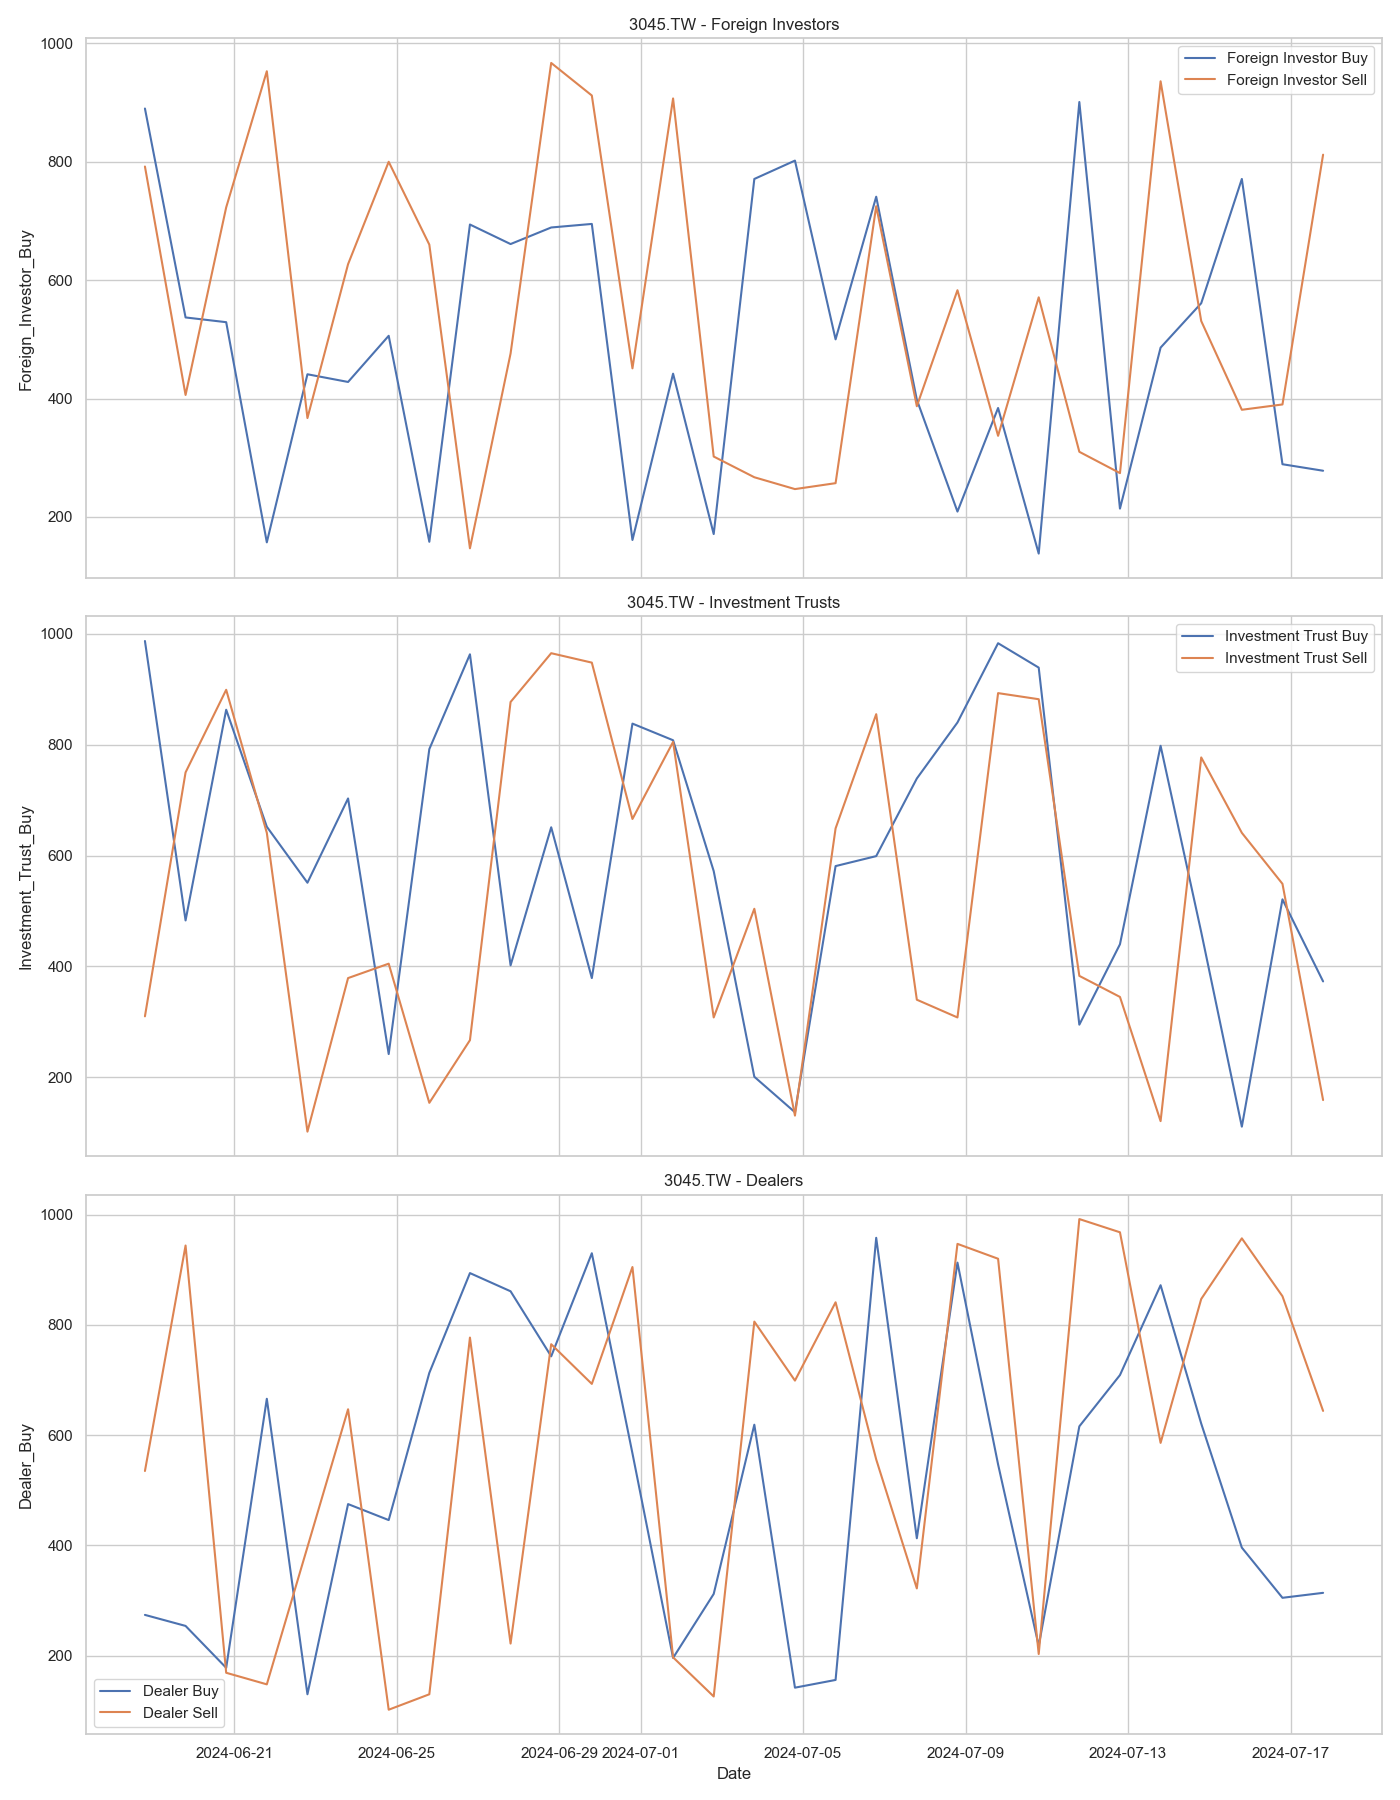 3045.TW - Foreign Investors
Foreign_Investor_Buy
1000
800
600
400
200
Foreign Investor Buy
Foreign Investor Sell
3045.TW - Investment Trusts
Investment_Trust_Buy
1000
800
600
400
200
Investment Trust Buy
Investment Trust Sell
3045.TW - Dealers
Dealer_Buy
1000
800
600
400
200
Dealer Buy
Dealer Sell
2024-06-21 2024-06-25 2024-06-29 2024-07-01 2024-07-05 2024-07-09 2024-07-13 2024-07-17
Date